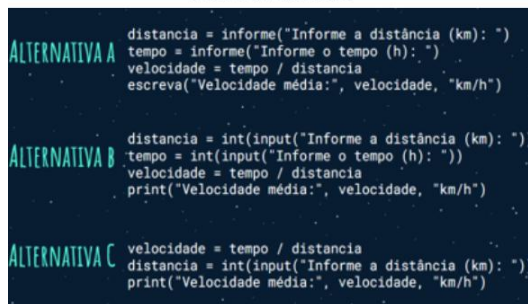 ALTERNATIVA A
distancia = informe("Informe a distância (km): ")
tempo = informe("Informe o tempo (h): ")
velocidade = tempo / distancia
escreva("Velocidade média:", velocidade, "km/h")
ALTERNATIVA B
distancia = int(input("Informe a distância (km): ")
tempo = int(input("Informe o tempo (h): "))
velocidade = tempo / distancia
print("Velocidade média:", velocidade, "km/h")
ALTERNATIVA C
velocidade = tempo / distancia
distancia = int(input("Informe a distância (km): ")
print("Velocidade média:", velocidade, "km/h")